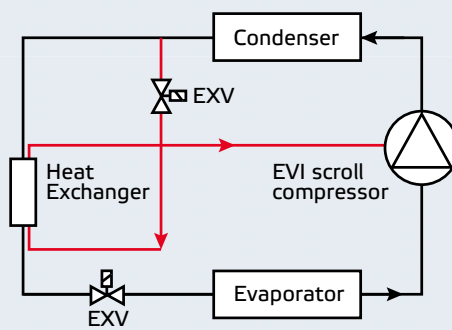 Condenser
EXV
Heat
Exchanger
EVI scroll
compressor
Evaporator
EXV